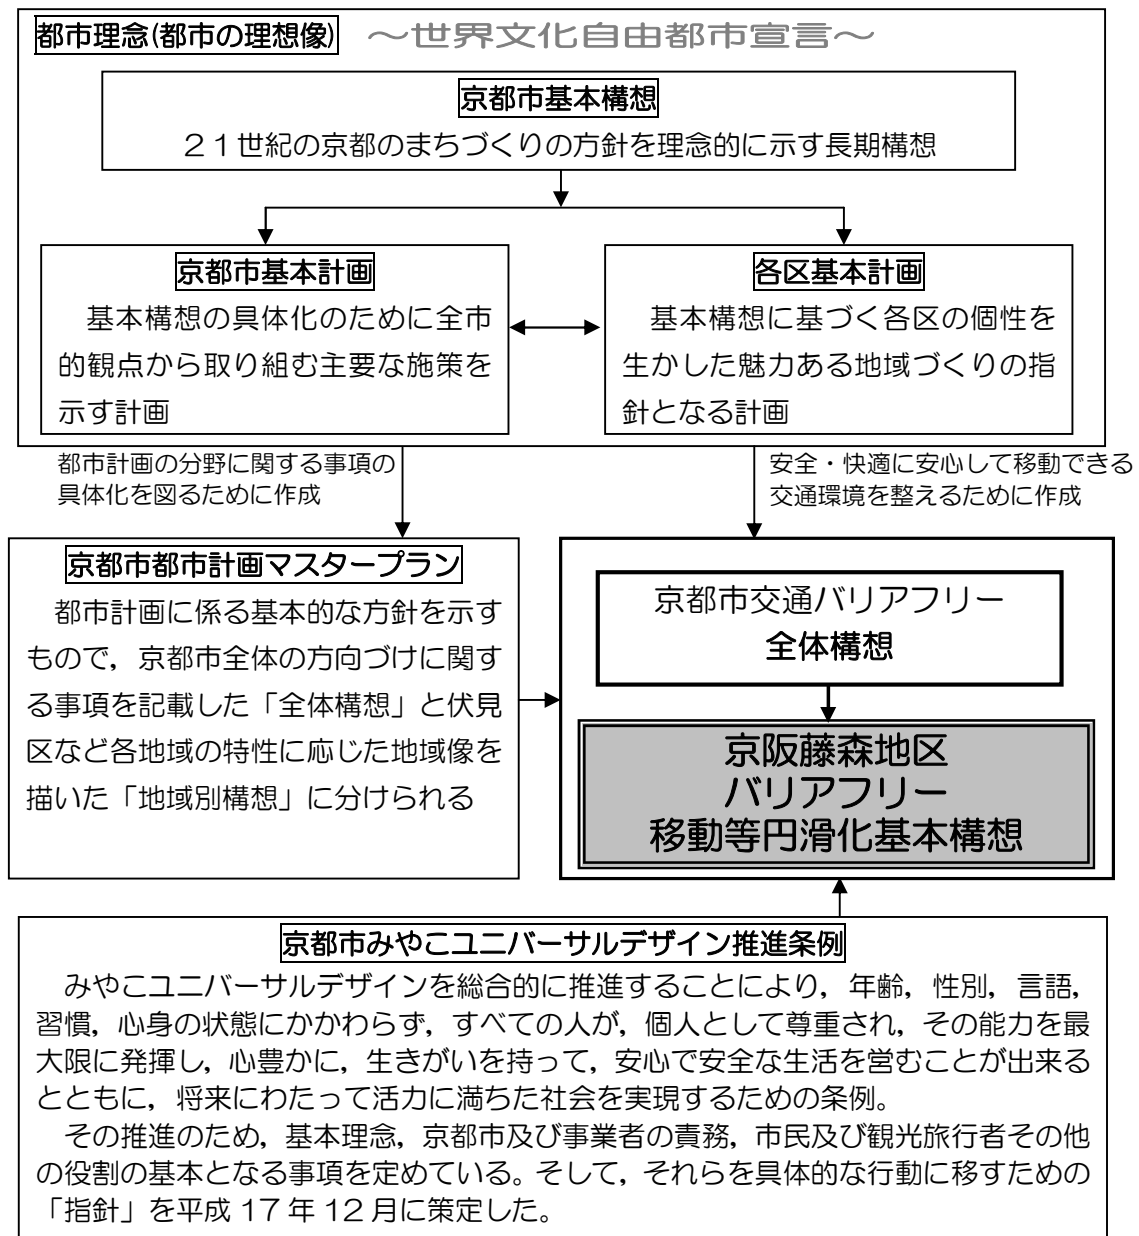 都市理念(都市の理想像) ～世界文化自由都市宣言～
京都市基本構想
２１世紀の京都のまちづくりの方針を理念的に示す長期構想
京都市基本計画
基本構想の具体化のために全市
的観点から取り組む主要な施策を
示す計画
各区基本計画
基本構想に基づく各区の個性を
生かした魅力ある地域づくりの指
針となる計画
都市計画の分野に関する事項の
具体化を図るために作成
安全・快適に安心して移動できる
交通環境を整えるために作成
京都市都市計画マスタープラン
都市計画に係る基本的な方針を示す
もので，京都市全体の方向づけに関す
る事項を記載した「全体構想」と伏見
区など各地域の特性に応じた地域像を
描いた「地域別構想」に分けられる
京都市交通バリアフリー
全体構想
京阪藤森地区
バリアフリー
移動等円滑化基本構想
京都市みやこユニバーサルデザイン推進条例
みやこユニバーサルデザインを総合的に推進することにより，年齢，性別，言語，
習慣，心身の状態にかかわらず，すべての人が，個人として尊重され，その能力を最
大限に発揮し，心豊かに，生きがいを持って，安心で安全な生活を営むことが出来る
とともに，将来にわたって活力に満ちた社会を実現するための条例。
その推進のため，基本理念，京都市及び事業者の責務，市民及び観光旅行者その他
の役割の基本となる事項を定めている。そして，それらを具体的な行動に移すための
「指針」を平成 17 年 12 月に策定した。